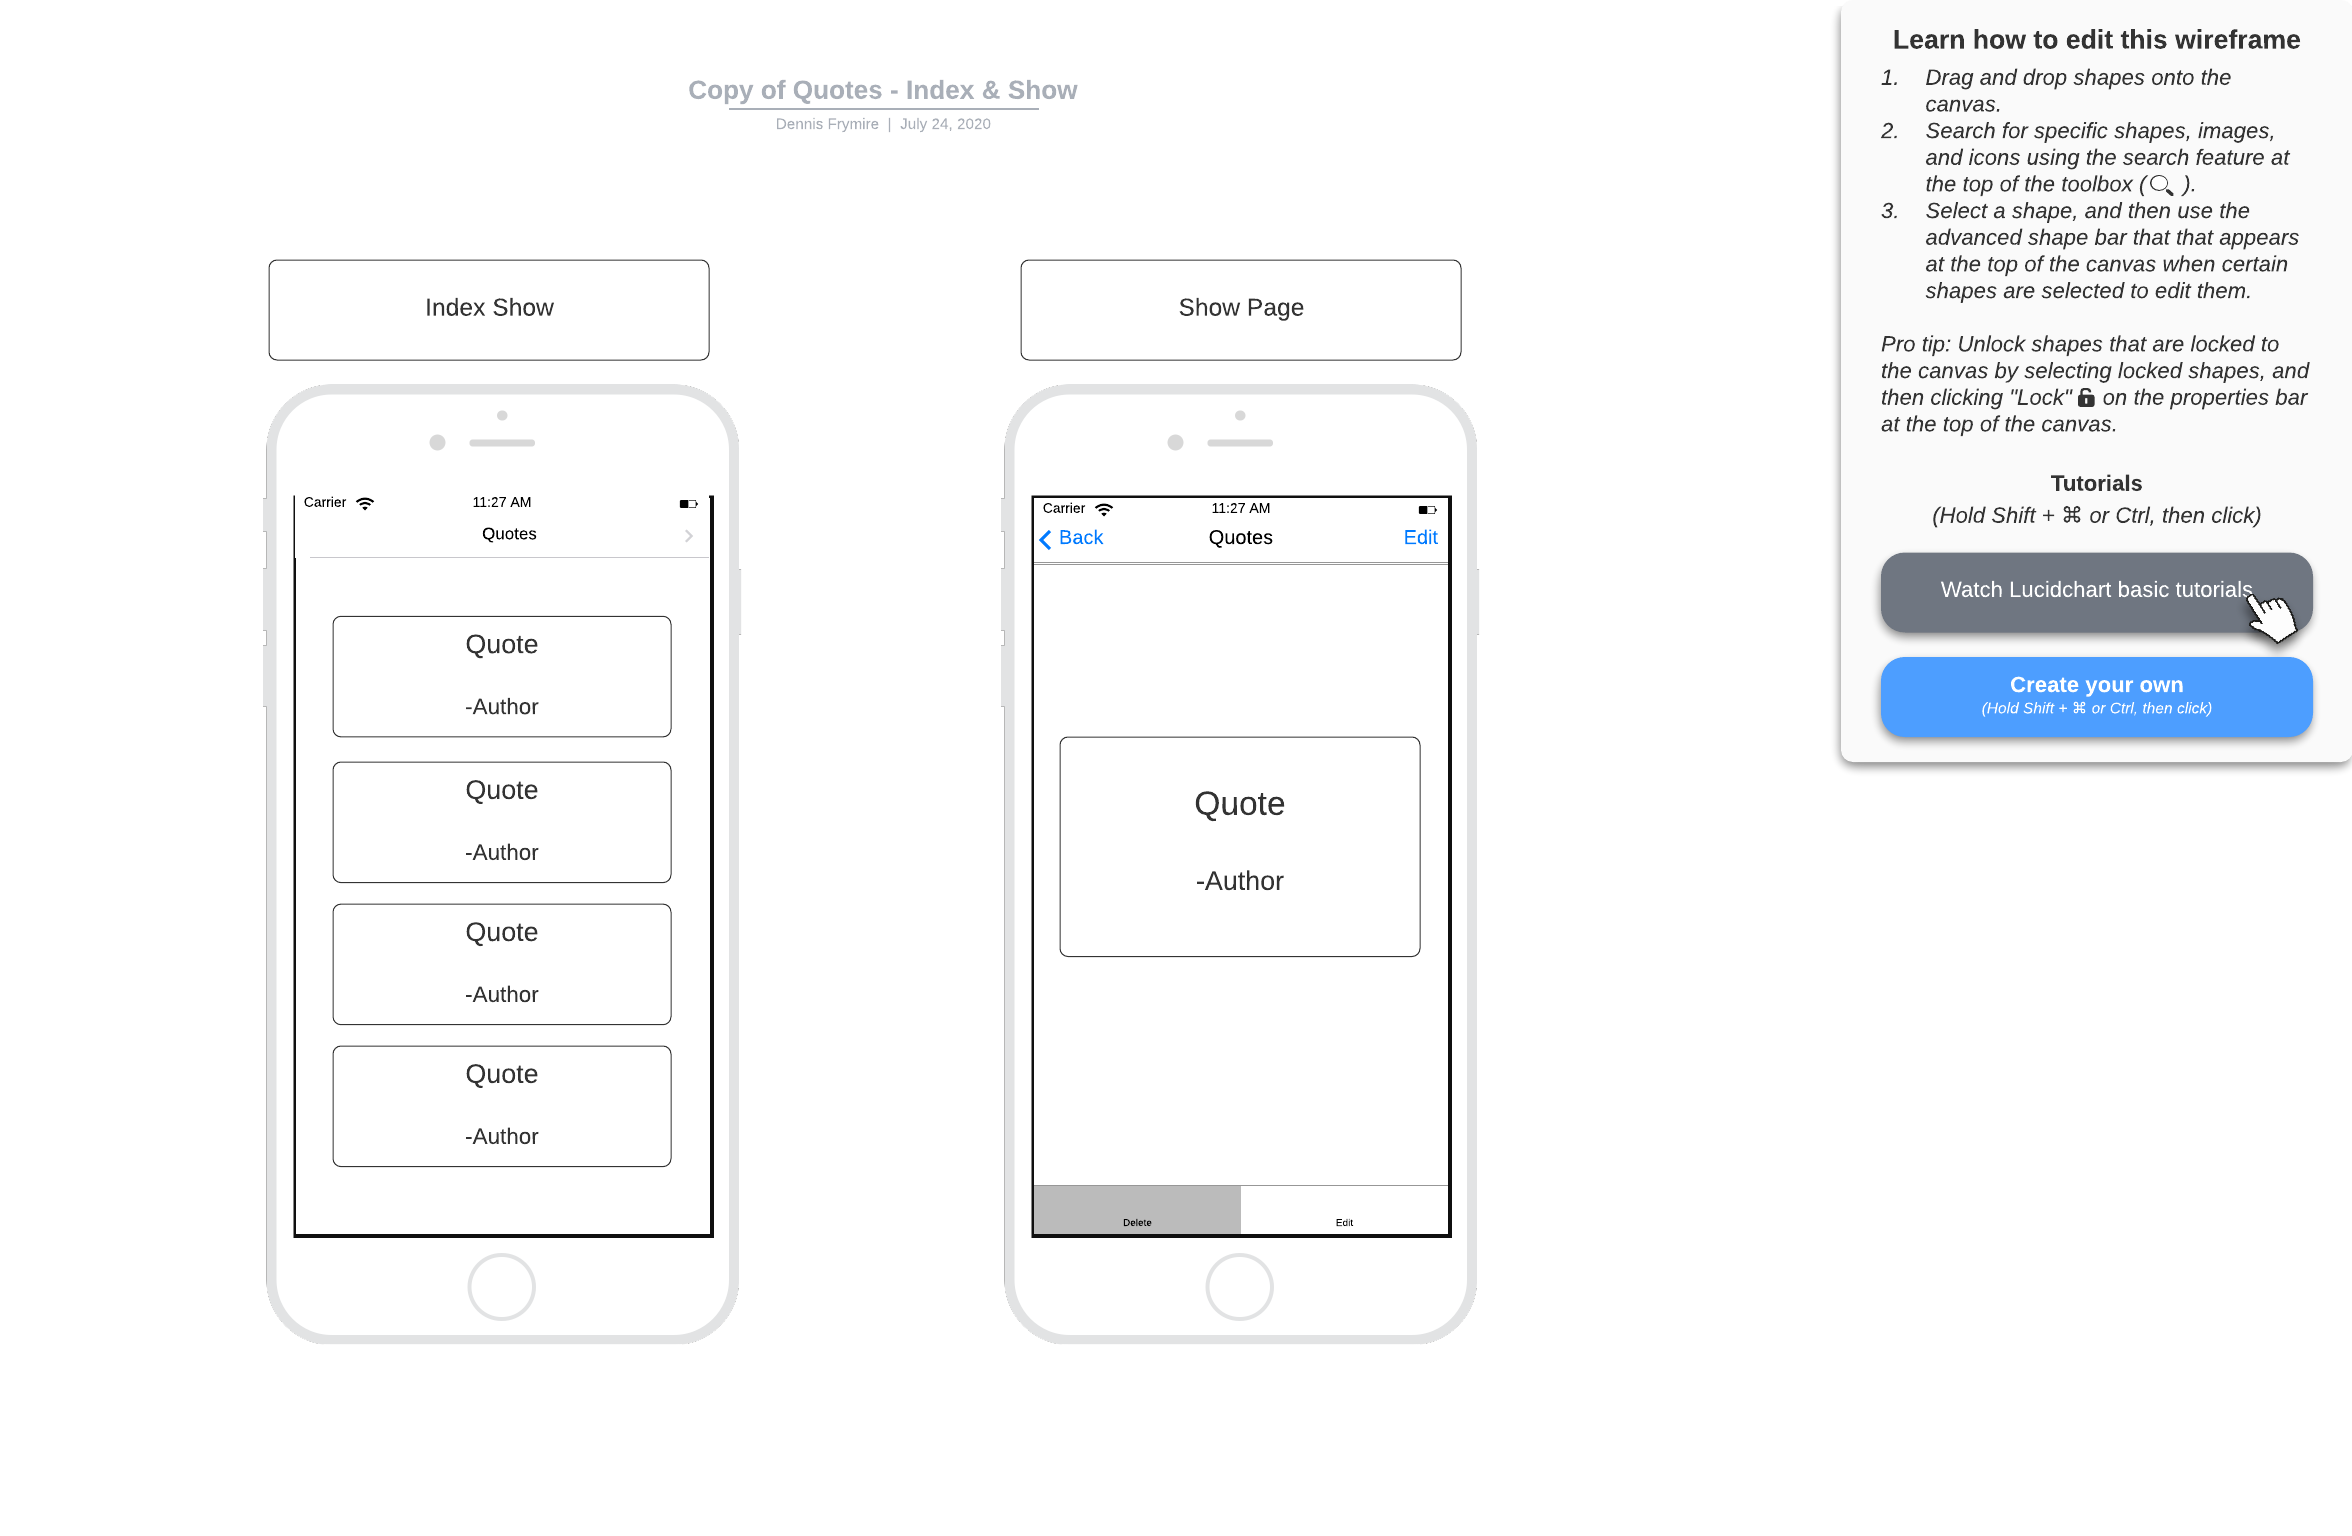 Copy of Quotes - Index & Show
Dennis Frymire | July 24, 2020
Index Show
Carrier 11:27 AM
Quotes
Quote
-Author
Quote
-Author
Quote
-Author
Quote
-Author
Show Page
Carrier 11:27 AM
Back Quotes Edit
Quote
-Author
Delete Edit
Learn how to edit this wireframe
1. Drag and drop shapes onto the
canvas.
2. Search for specific shapes, images,
and icons using the search feature at
the top of the toolbox ( ).
3. Select a shape, and then use the
advanced shape bar that that appears
at the top of the canvas when certain
shapes are selected to edit them.
Pro tip: Unlock shapes that are locked to
the canvas by selecting locked shapes, and
then clicking "Lock" on the properties bar
at the top of the canvas.
Tutorials
(Hold Shift + ⌘ or Ctrl, then click)
Watch Lucidchart basic tutorials
Create your own
(Hold Shift + ⌘ or Ctrl, then click)